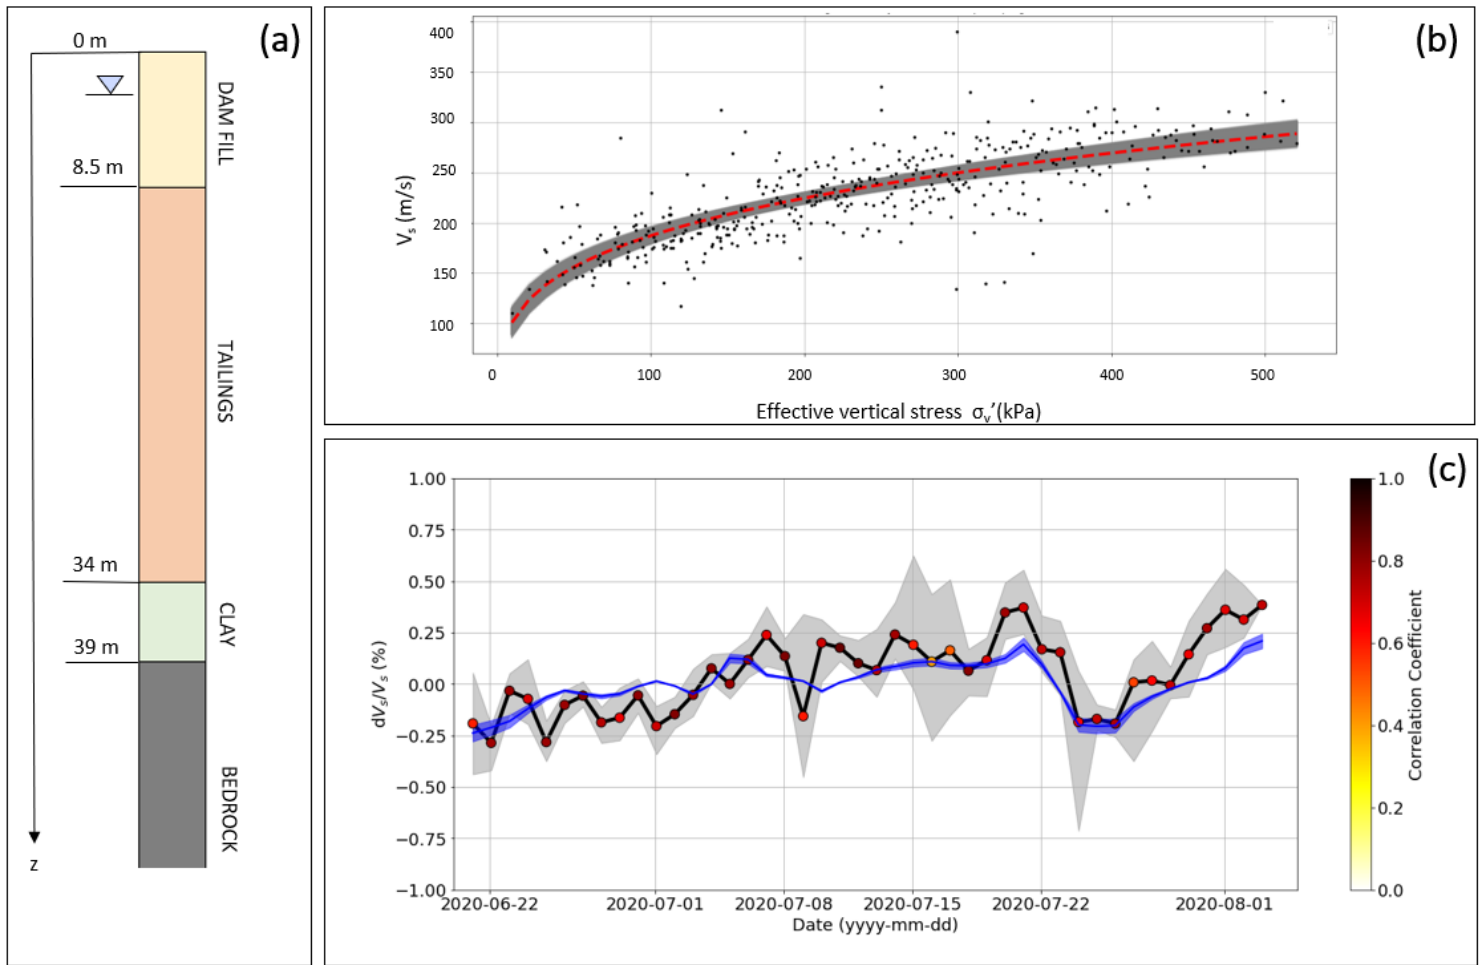 (a)
0 m
DAM FILL
8.5 m
TAILINGS
34 m
CLAY
39 m
BEDROCK
z
(b)
400
350
300
250
200
150
100
V_s (m/s)
0 100 200 300 400 500
Effective vertical stress σ_v'(kPa)
(c)
1.00
0.75
0.50
0.25
0.00
−0.25
−0.50
−0.75
−1.00
dV_s/V_s (%)
2020-06-22 2020-07-01 2020-07-08 2020-07-15 2020-07-22 2020-08-01
Date (yyyy-mm-dd)
1.0
0.8
0.6
0.4
0.2
0.0
Correlation Coefficient